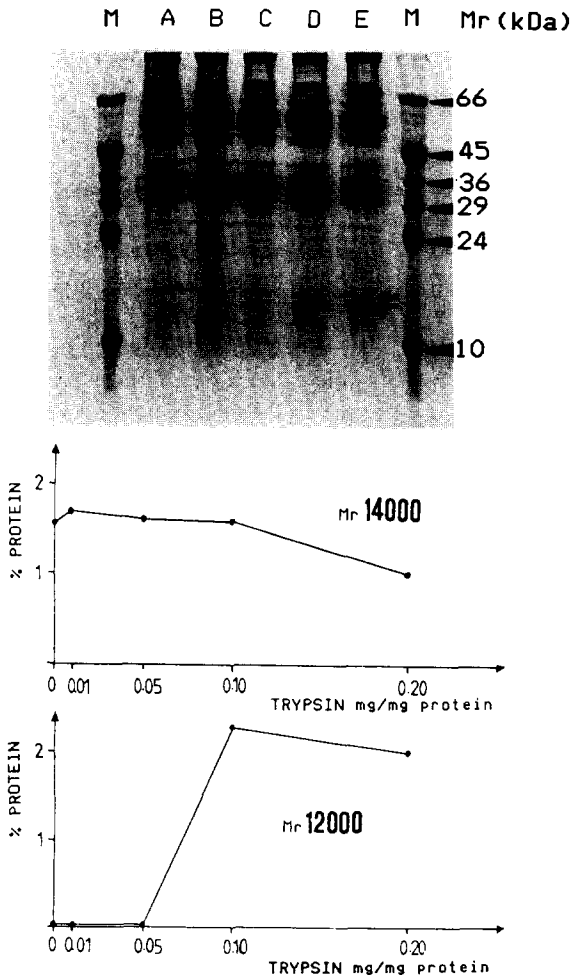 M A B C D E M Mr (kDa)
66
45
36
29
24
10
% PROTEIN
2
1
Mr 14000
0 0.01 0.05 0.10 0.20
TRYPSIN mg/mg protein
% PROTEIN
2
1
Mr 12000
0 0.01 0.05 0.10 0.20
TRYPSIN mg/mg protein